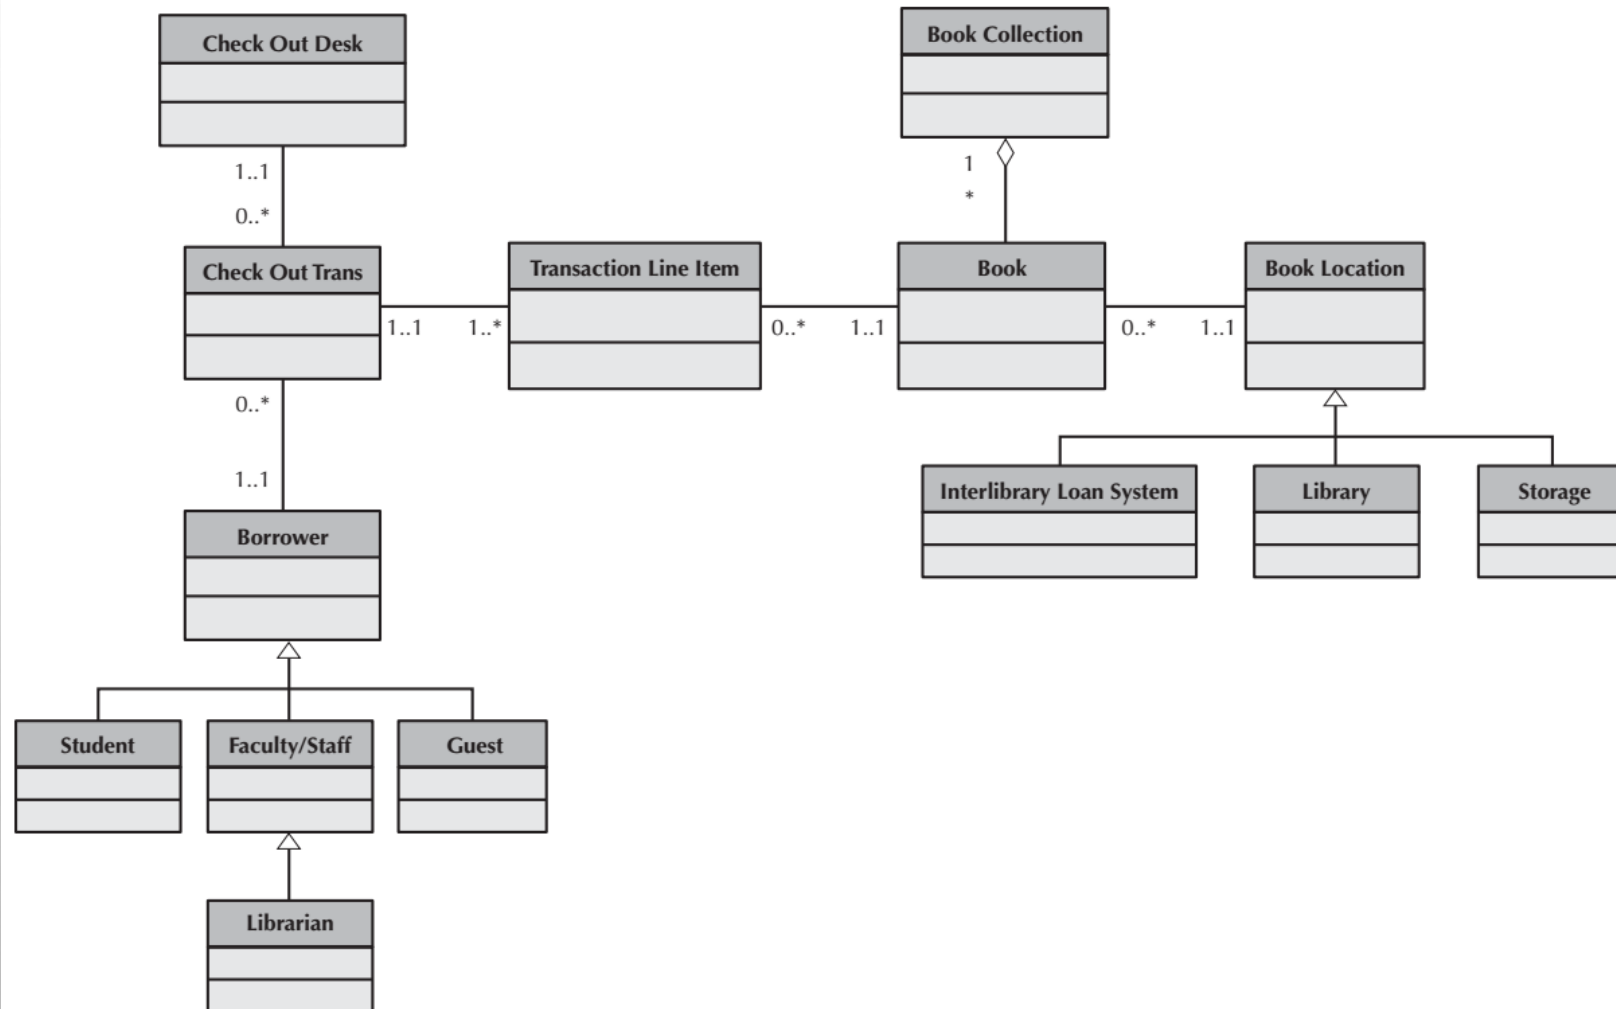 Check Out Desk
Book Collection
1..1
0..*
1
*
Check Out Trans
Transaction Line Item
Book
Book Location
1..1
1..*
0..*
1..1
0..*
1..1
0..*
1..1
Interlibrary Loan System
Library
Storage
Borrower
Student
Faculty/Staff
Guest
Librarian